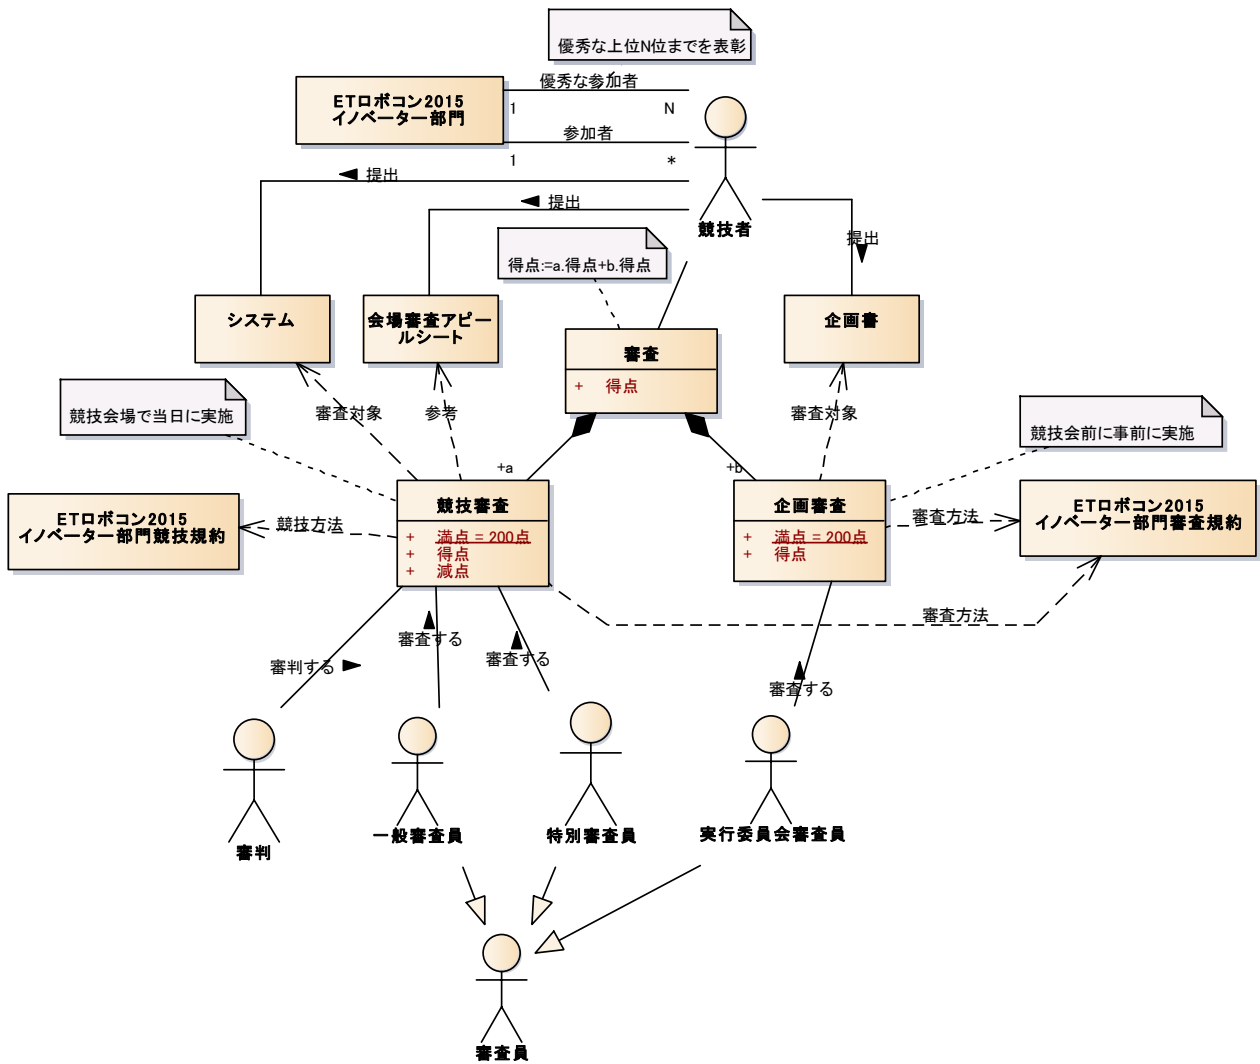 優秀な上位N位までを表彰
ETロボコン2015
イノベーター部門
優秀な参加者
1
N
参加者
1
*
提出
提出
競技者
提出
得点:=a.得点+b.得点
システム
会場審査アピー
ルシート
審査
+ 得点
企画書
競技会場で当日に実施
審査対象
参考
審査対象
競技会前に事前に実施
+a
+b
ETロボコン2015
イノベーター部門競技規約
競技方法
競技審査
+ 満点 = 200点
+ 得点
+ 減点
企画審査
+ 満点 = 200点
+ 得点
審査方法
ETロボコン2015
イノベーター部門審査規約
審査方法
審判する
審査する
審査する
審査する
審判
一般審査員
特別審査員
実行委員会審査員
審査員